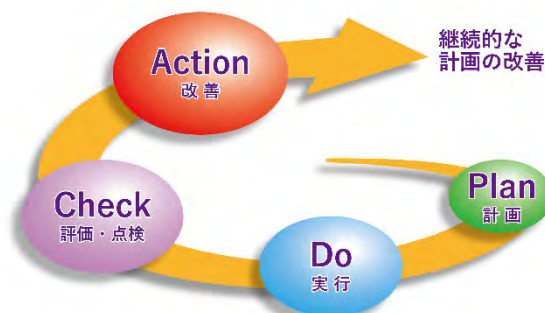 Action
改善
継続的な
計画の改善
Plan
計画
Check
評価・点検
Do
実行